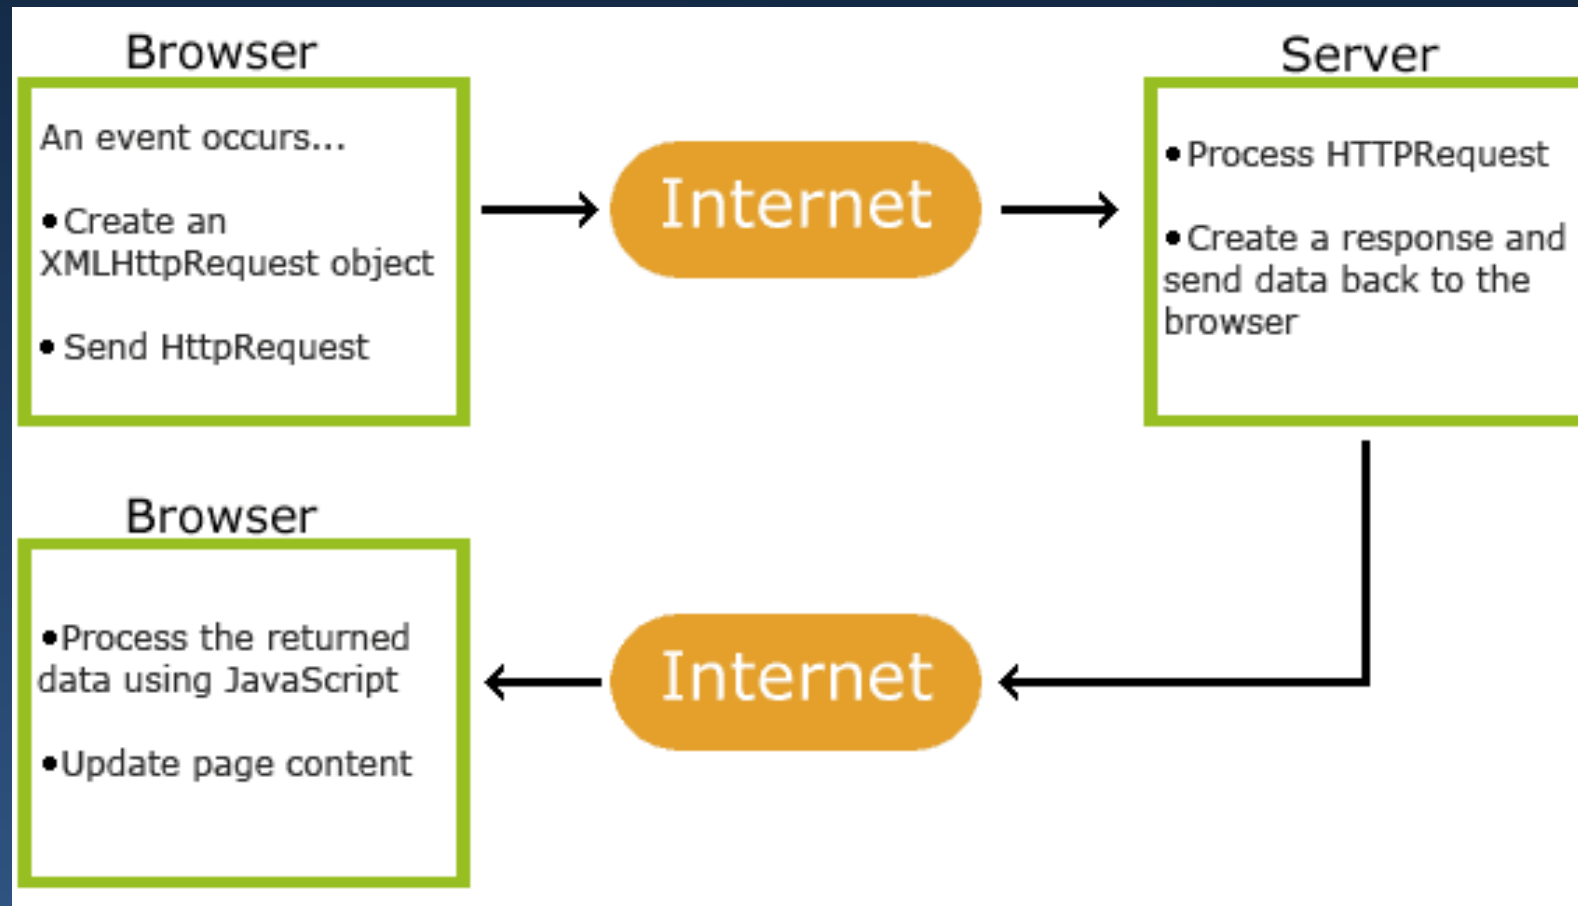 Browser
An event occurs...
•Create an
XMLHttpRequest object
•Send HttpRequest
Internet
Server
•Process HTTPRequest
•Create a response and
send data back to the
browser
Browser
•Process the returned
data using JavaScript
•Update page content
Internet